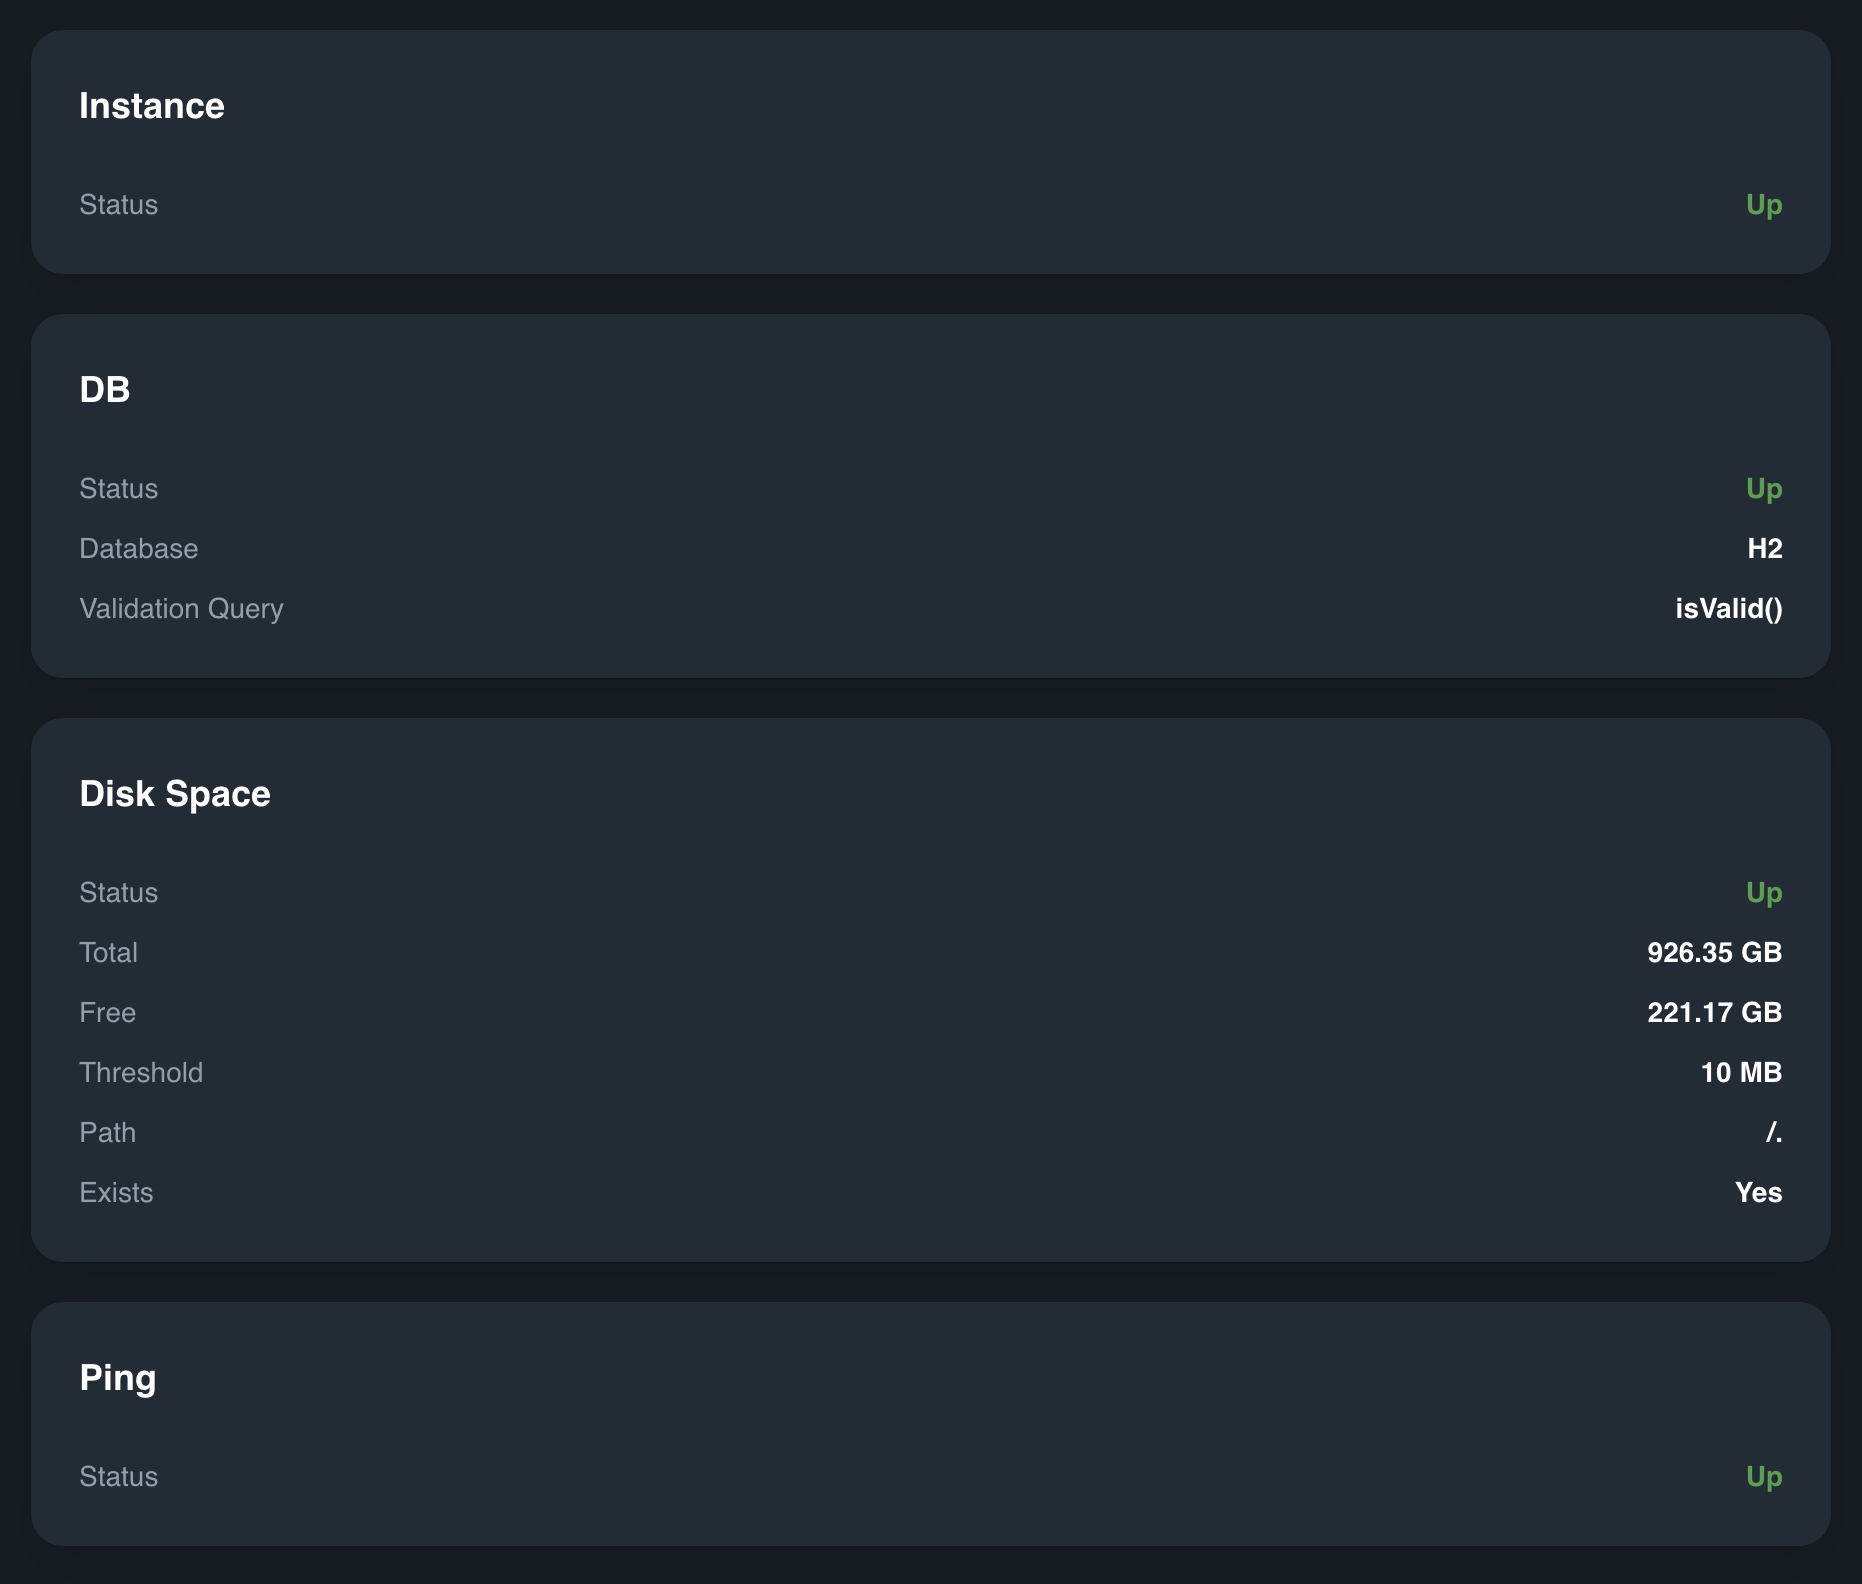 Instance
Status Up
DB
Status Up
Database H2
Validation Query isValid()
Disk Space
Status Up
Total 926.35 GB
Free 221.17 GB
Threshold 10 MB
Path /.
Exists Yes
Ping
Status Up